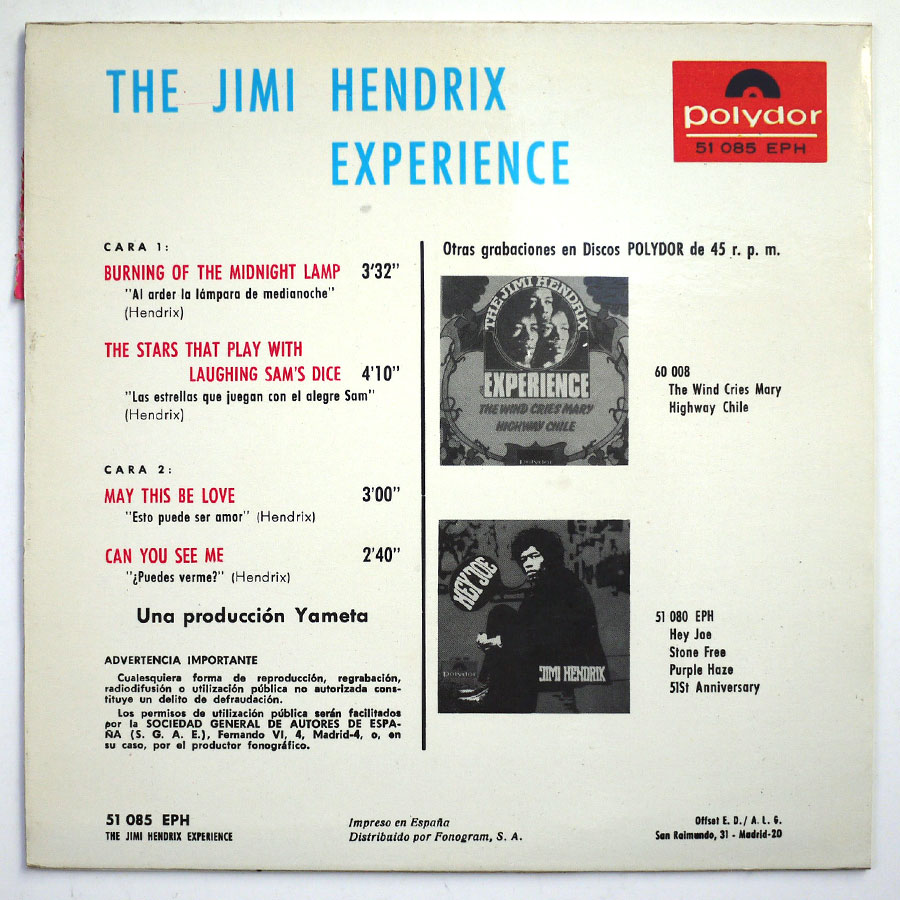 THE JIMI HENDRIX
EXPERIENCE
polydor
51 085 EPH
CARA 1:
BURNING OF THE MIDNIGHT LAMP 3'32"
"Al arder la lámpara de medianoche"
(Hendrix)
THE STARS THAT PLAY WITH
LAUGHING SAM'S DICE 4'10"
"Las estrellas que juegan con el alegre Sam"
(Hendrix)
CARA 2:
MAY THIS BE LOVE 3'00"
"Esto puede ser amor" (Hendrix)
CAN YOU SEE ME 2'40"
"¿Puedes verme?" (Hendrix)
Una producción Yameta
ADVERTENCIA IMPORTANTE
Cualesquiera forma de reproducción, regrabación,
radiodifusión o utilización pública no autorizada cons-
tituye un delito de defraudación.
Los permisos de utilización pública serán facilitados
por la SOCIEDAD GENERAL DE AUTORES DE ESPA-
ÑA (S. G. A. E.), Fernando VI, 4, Madrid-4, o, en
su caso, por el productor fonográfico.
Otras grabaciones en Discos POLYDOR de 45 r. p. m.
THE JIMI HENDRIX
EXPERIENCE
THE WIND CRIES MARY
HIGHWAY CHILE
polydor
60 008
The Wind Cries Mary
Highway Chile
HEY JOE
polydor
JIMI HENDRIX
51 080 EPH
Hey Joe
Stone Free
Purple Haze
51St Anniversary
51 085 EPH
THE JIMI HENDRIX EXPERIENCE
Impreso en España
Distribuido por Fonogram, S. A.
Offset E. D. / A. L. G.
San Raimundo, 31 - Madrid-20